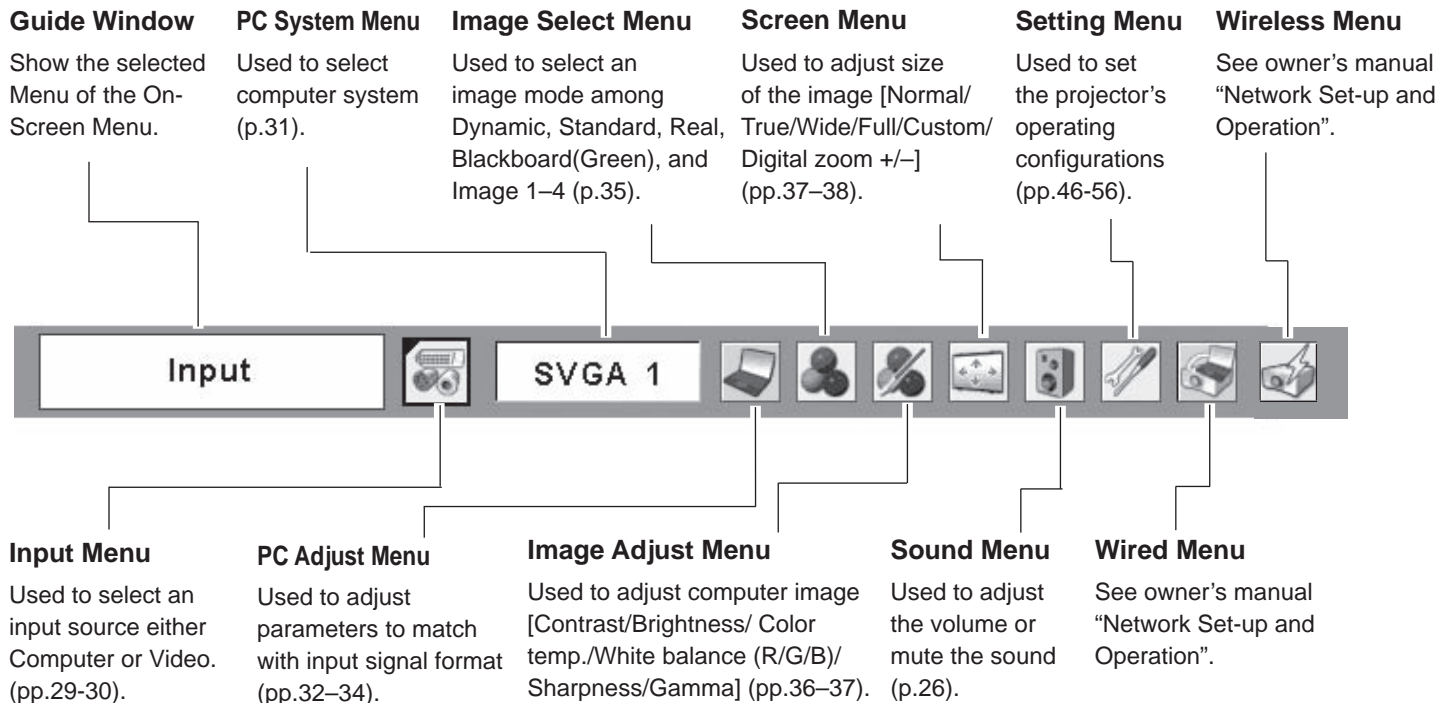 Guide Window
Show the selected
Menu of the On-
Screen Menu.
PC System Menu
Used to select
computer system
(p.31).
Image Select Menu
Used to select an
image mode among
Dynamic, Standard, Real,
Blackboard(Green), and
Image 1–4 (p.35).
Screen Menu
Used to adjust size
of the image [Normal/
True/Wide/Full/Custom/
Digital zoom +/–]
(pp.37–38).
Setting Menu
Used to set
the projector’s
operating
configurations
(pp.46-56).
Wireless Menu
See owner’s manual
“Network Set-up and
Operation”.
Input
SVGA 1
Input Menu
Used to select an
input source either
Computer or Video.
(pp.29-30).
PC Adjust Menu
Used to adjust
parameters to match
with input signal format
(pp.32–34).
Image Adjust Menu
Used to adjust computer image
[Contrast/Brightness/ Color
temp./White balance (R/G/B)/
Sharpness/Gamma] (pp.36–37).
Sound Menu
Used to adjust
the volume or
mute the sound
(p.26).
Wired Menu
See owner’s manual
“Network Set-up and
Operation”.